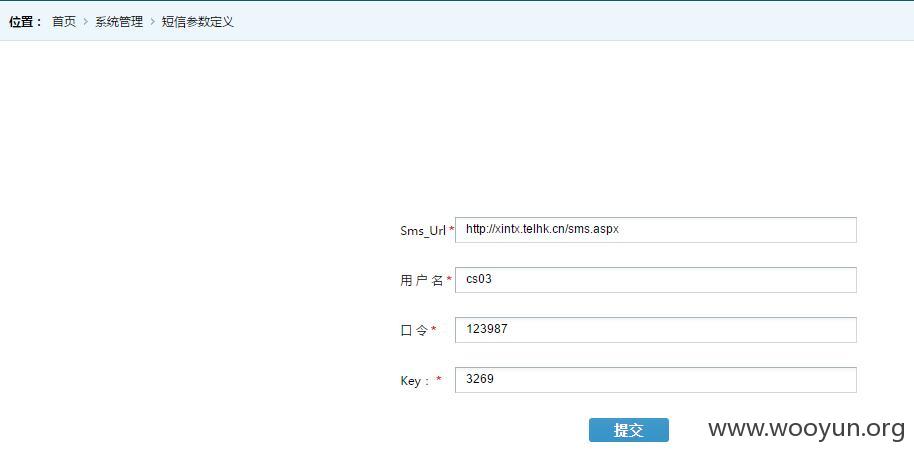 位置： 首页 > 系统管理 > 短信参数定义
Sms_Url * http://xintx.telhk.cn/sms.aspx
用 户 名 * cs03
口 令 * 123987
Key： * 3269
提交
www.wooyun.org